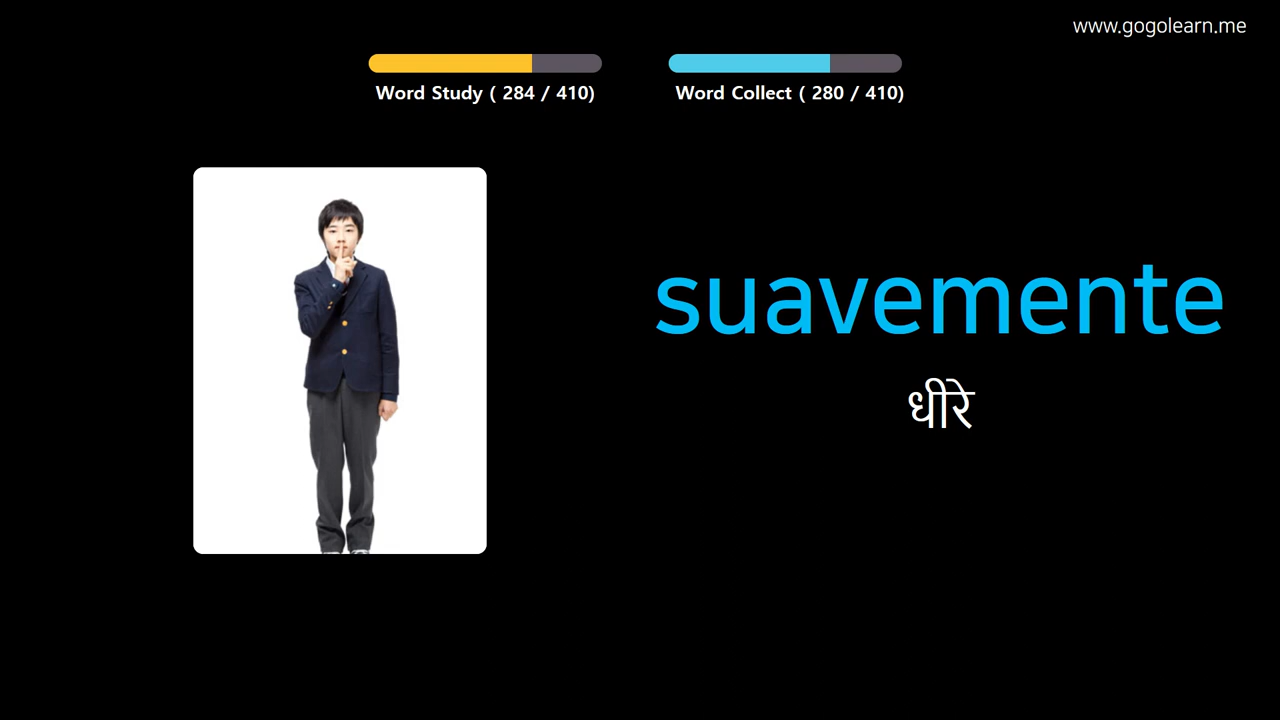 www.gogolearn.me
Word Study ( 284 / 410)
Word Collect ( 280 / 410)
suavemente
धीरे